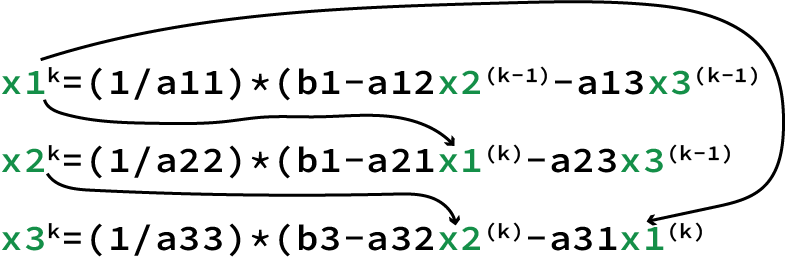 x1ᵏ=(1/a11)*(b1-a12x2⁽ᵏ⁻¹⁾-a13x3⁽ᵏ⁻¹⁾
x2ᵏ=(1/a22)*(b1-a21x1⁽ᵏ⁾-a23x3⁽ᵏ⁻¹⁾
x3ᵏ=(1/a33)*(b3-a32x2⁽ᵏ⁾-a31x1⁽ᵏ⁾